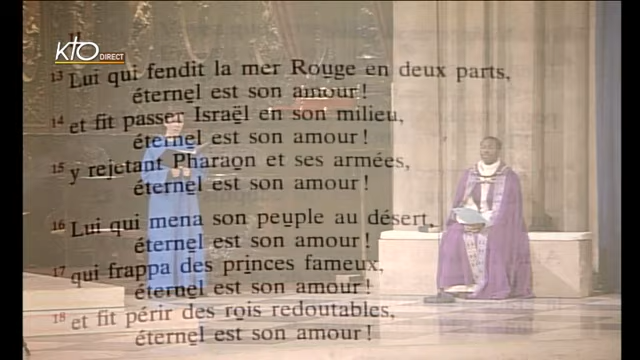 KTO DIRECT
13 Lui qui fendit la mer Rouge en deux parts,
éternel est son amour !
14 et fit passer Israël en son milieu,
éternel est son amour !
15 y rejetant Pharaon et ses armées,
éternel est son amour !
16 Lui qui mena son peuple au désert,
éternel est son amour !
17 qui frappa des princes fameux,
éternel est son amour !
18 et fit périr des rois redoutables,
éternel est son amour !